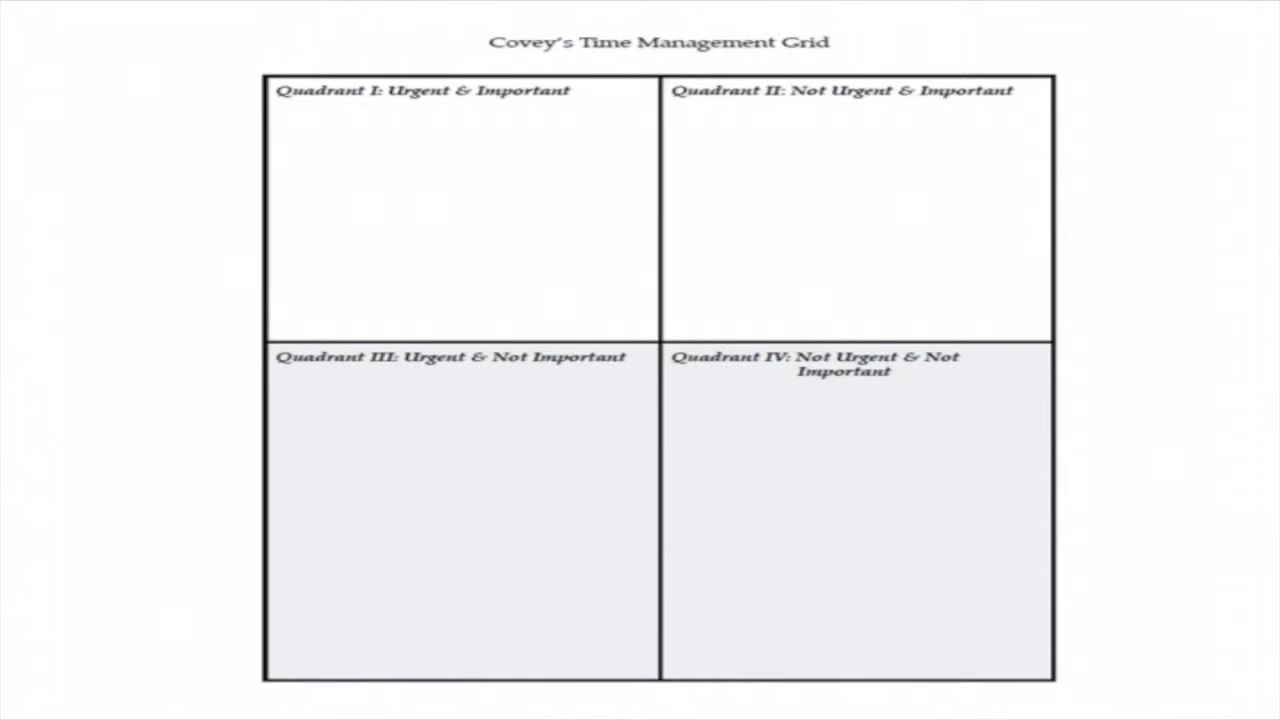 Covey's Time Management Grid
Quadrant I: Urgent & Important
Quadrant II: Not Urgent & Important
Quadrant III: Urgent & Not Important
Quadrant IV: Not Urgent & Not
Important